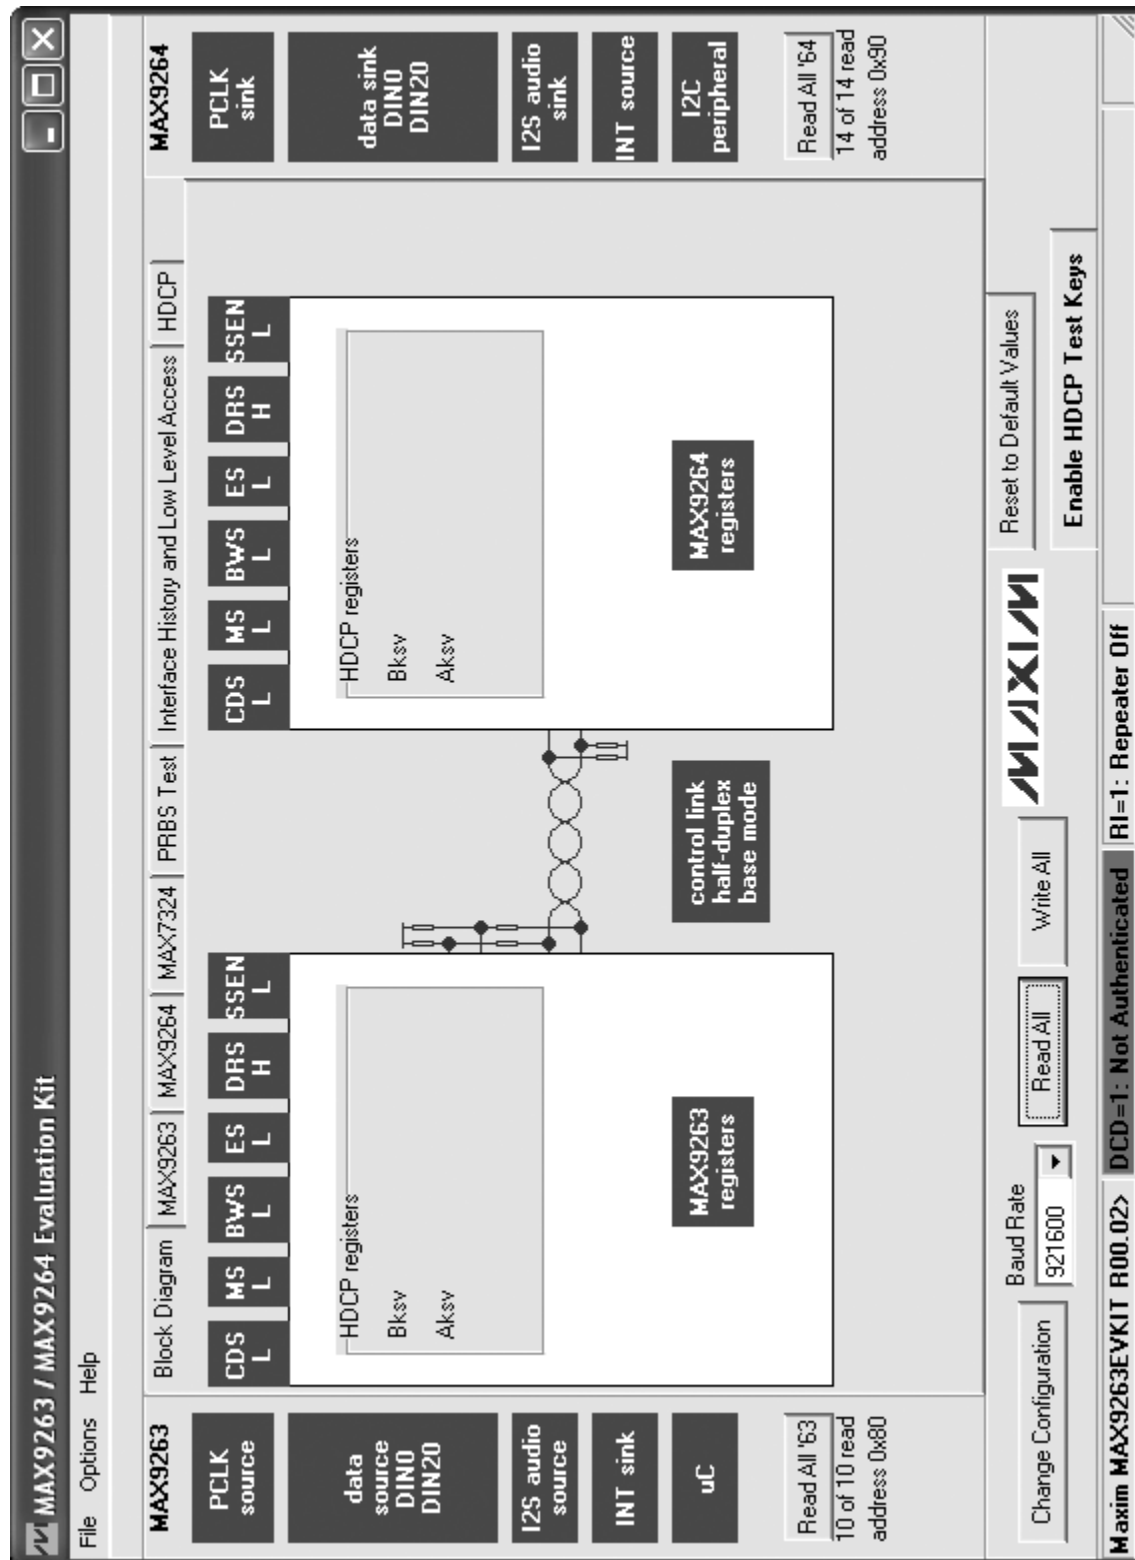 MAX9263 / MAX9264 Evaluation Kit
File Options Help
Block Diagram MAX9263 MAX9264 MAX7324 PRBS Test Interface History and Low Level Access HDCP
MAX9263
PCLK
source
data
source
DIN0
DIN20
I2S audio
source
INT sink
uC
Read All '63
10 of 10 read
address 0x80
CDS
L
MS
L
BWS
L
ES
L
DRS
H
SSEN
L
HDCP registers
Bksv
Aksv
MAX9263
registers
control link
half-duplex
base mode
CDS
L
MS
L
BWS
L
ES
L
DRS
H
SSEN
L
HDCP registers
Bksv
Aksv
MAX9264
registers
MAX9264
PCLK
sink
data sink
DIN0
DIN20
I2S audio
sink
INT source
I2C
peripheral
Read All '64
14 of 14 read
address 0x90
Change Configuration
Baud Rate
921600
Read All
Write All
MAXIM
Reset to Default Values
Enable HDCP Test Keys
Maxim MAX9263EVKIT R00.02> DCD=1: Not Authenticated RI=1: Repeater Off